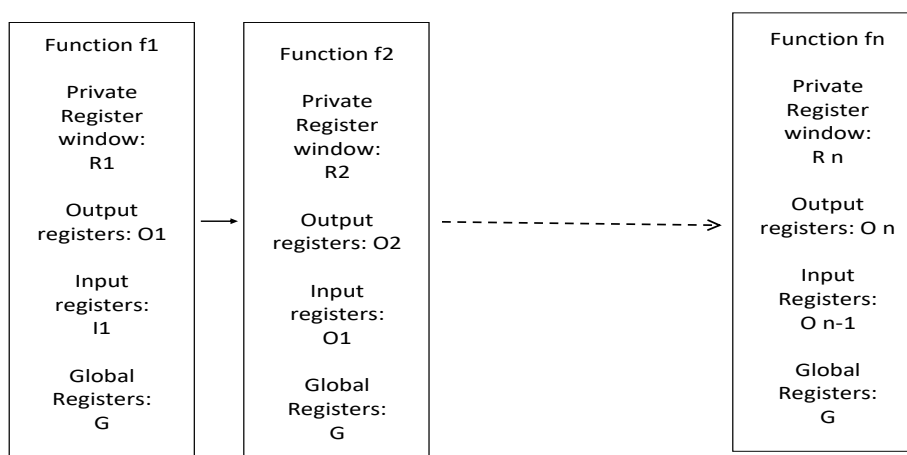 Function f1
Private
Register
window:
R1
Output
registers: O1
Input
registers:
I1
Global
Registers:
G
Function f2
Private
Register
window:
R2
Output
registers: O2
Input
registers:
O1
Global
Registers:
G
Function fn
Private
Register
window:
R n
Output
registers: O n
Input
Registers:
O n-1
Global
Registers:
G